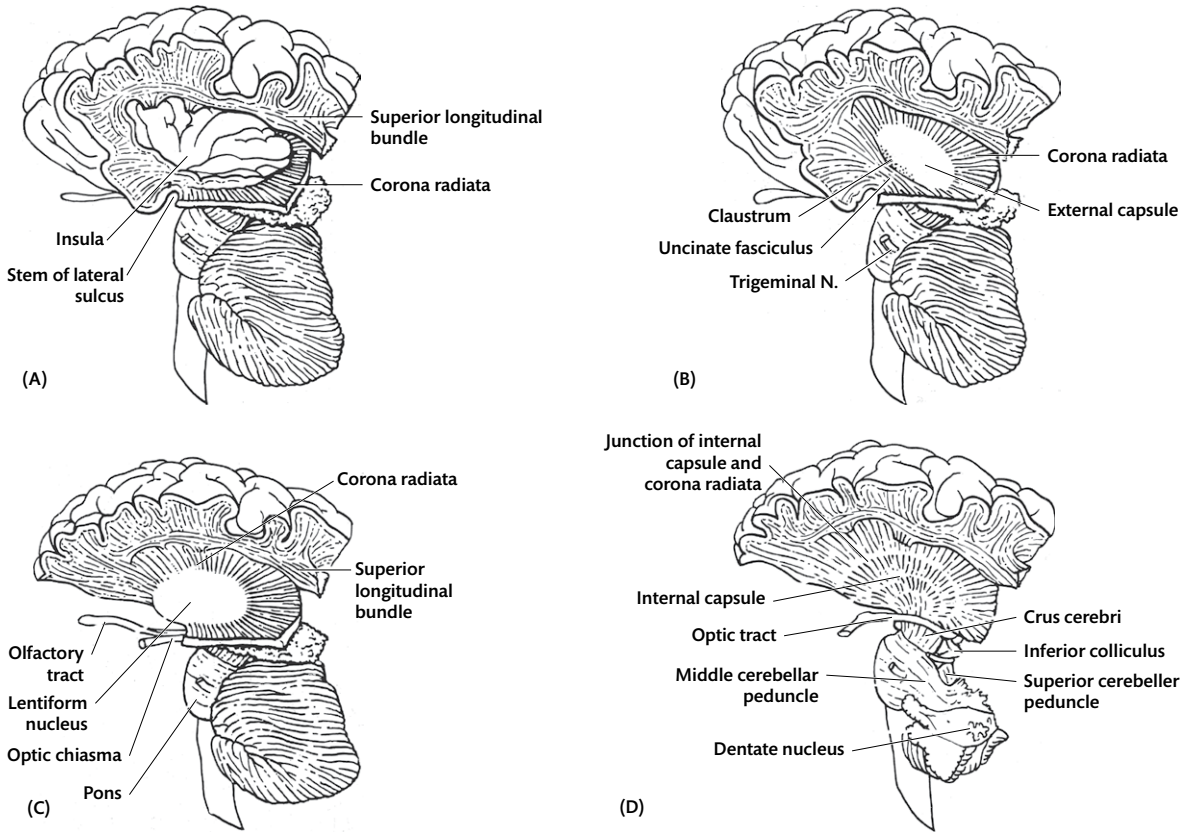 Superior longitudinal
bundle
Corona radiata
Insula
Stem of lateral
sulcus
(A)
Corona radiata
External capsule
Claustrum
Uncinate fasciculus
Trigeminal N.
(B)
Corona radiata
Superior
longitudinal
bundle
Olfactory
tract
Lentiform
nucleus
Optic chiasma
Pons
(C)
Junction of internal
capsule and
corona radiata
Internal capsule
Optic tract
Middle cerebellar
peduncle
Dentate nucleus
Crus cerebri
Inferior colliculus
Superior cerebeller
peduncle
(D)